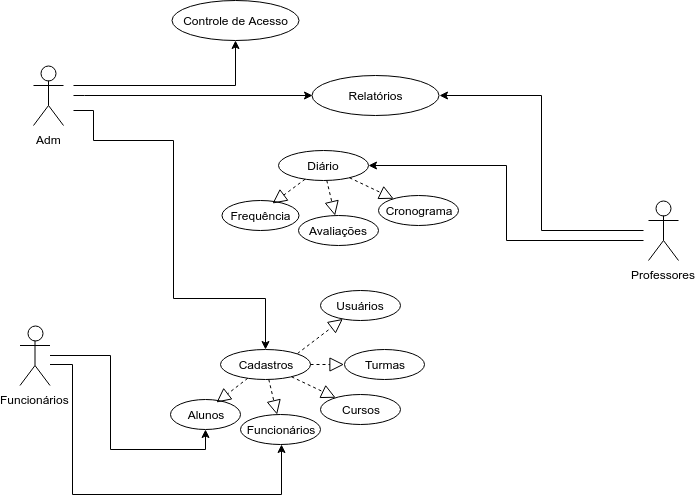 Controle de Acesso
Adm
Relatórios
Diário
Frequência
Avaliações
Cronograma
Professores
Usuários
Cadastros
Turmas
Funcionários
Alunos
Funcionários
Cursos